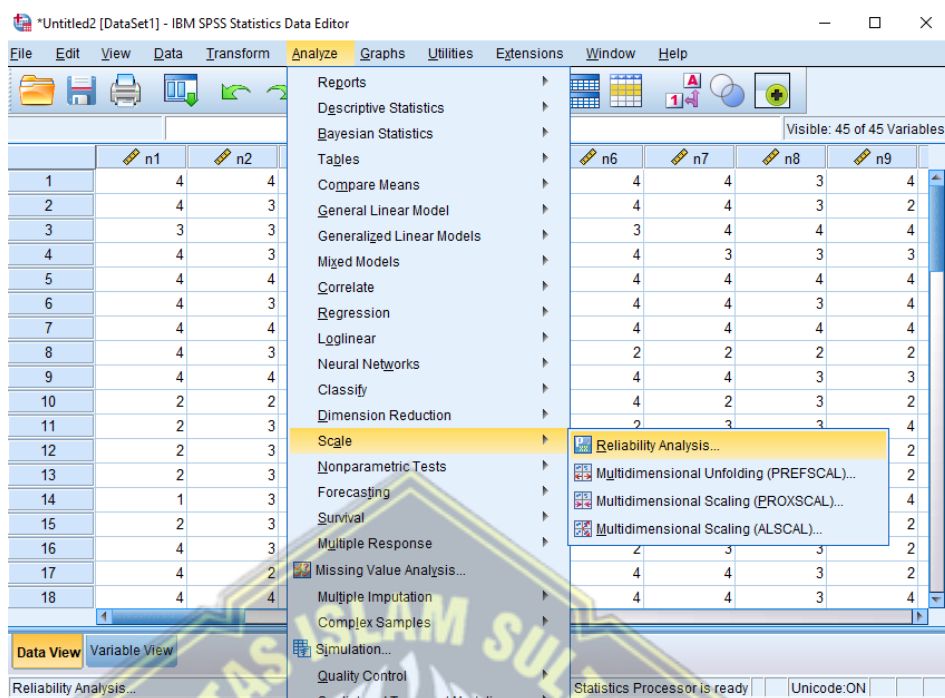 *Untitled2 [DataSet1] - IBM SPSS Statistics Data Editor
File Edit View Data Transform Analyze Graphs Utilities Extensions Window Help
Visible: 45 of 45 Variables
n1 n2 n6 n7 n8 n9
1 4 4 4 4 3 4
2 4 3 4 4 3 2
3 3 3 3 4 4 4
4 4 3 4 3 3 3
5 4 4 4 4 4 4
6 4 3 4 4 3 4
7 4 4 4 4 4 4
8 4 3 2 2 2 2
9 4 4 4 4 3 3
10 2 2 4 2 3 2
11 2 3 2 3 3 4
12 2 3 2
13 2 3 2
14 1 3 4
15 2 3 2
16 4 3 2 3 3 2
17 4 2 4 4 3 2
18 4 4 4 4 3 4
Reports
Descriptive Statistics
Bayesian Statistics
Tables
Compare Means
General Linear Model
Generalized Linear Models
Mixed Models
Correlate
Regression
Loglinear
Neural Networks
Classify
Dimension Reduction
Scale
Nonparametric Tests
Forecasting
Survival
Multiple Response
Missing Value Analysis...
Multiple Imputation
Complex Samples
Simulation...
Quality Control
Reliability Analysis...
Multidimensional Unfolding (PREFSCAL)...
Multidimensional Scaling (PROXSCAL)...
Multidimensional Scaling (ALSCAL)...
Data View Variable View
Reliability Analysis... Statistics Processor is ready Unicode:ON
TAS ISLAM SUL